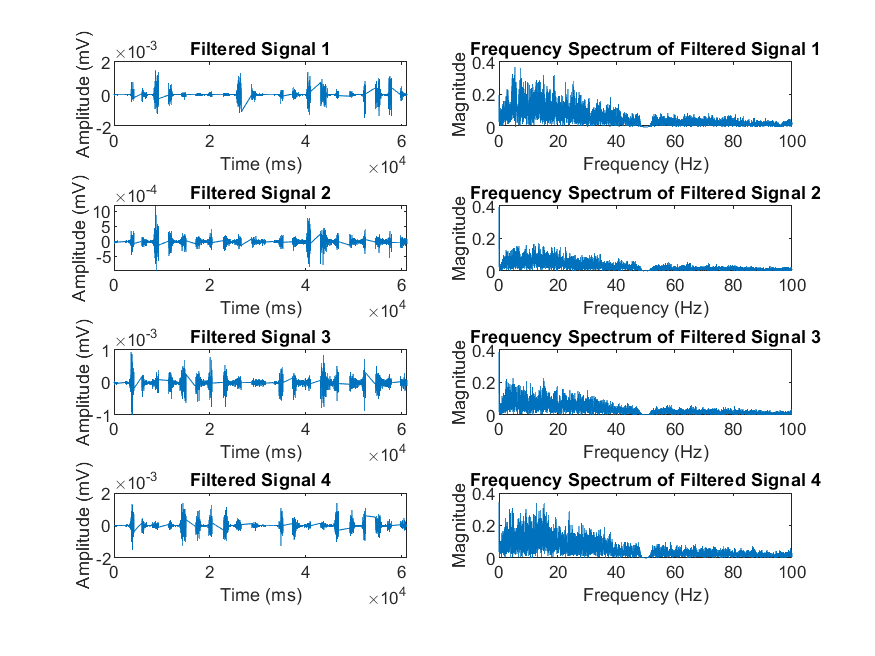 Filtered Signal 1
×10-3
Amplitude (mV)
2
0
-2
0 2 4 6
Time (ms)
×104
Frequency Spectrum of Filtered Signal 1
Magnitude
0.4
0.2
0
0 20 40 60 80 100
Frequency (Hz)
Filtered Signal 2
×10-4
Amplitude (mV)
10
5
0
-5
0 2 4 6
Time (ms)
×104
Frequency Spectrum of Filtered Signal 2
Magnitude
0.4
0.2
0
0 20 40 60 80 100
Frequency (Hz)
Filtered Signal 3
×10-3
Amplitude (mV)
1
0
-1
0 2 4 6
Time (ms)
×104
Frequency Spectrum of Filtered Signal 3
Magnitude
0.4
0.2
0
0 20 40 60 80 100
Frequency (Hz)
Filtered Signal 4
×10-3
Amplitude (mV)
2
0
-2
0 2 4 6
Time (ms)
×104
Frequency Spectrum of Filtered Signal 4
Magnitude
0.4
0.2
0
0 20 40 60 80 100
Frequency (Hz)